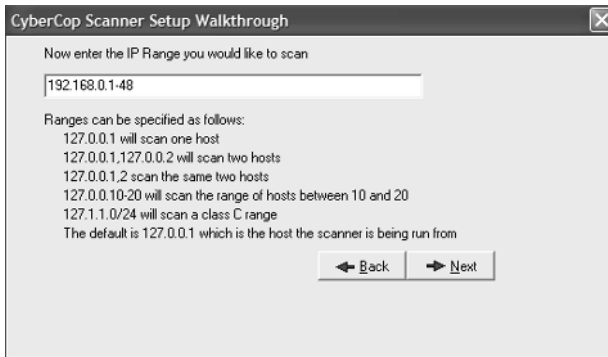 CyberCop Scanner Setup Walkthrough
Now enter the IP Range you would like to scan
192.168.0.1-48
Ranges can be specified as follows:
127.0.0.1 will scan one host
127.0.0.1,127.0.0.2 will scan two hosts
127.0.0.1,2 scan the same two hosts
127.0.0.10-20 will scan the range of hosts between 10 and 20
127.1.1.0/24 will scan a class C range
The default is 127.0.0.1 which is the host the scanner is being run from
Back Next